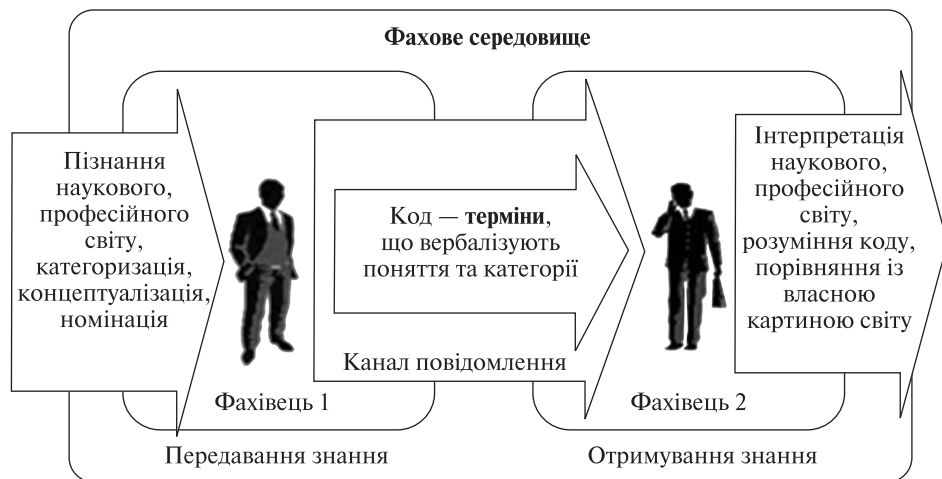 Фахове середовище
Пізнання
наукового,
професійного
світу,
категоризація,
концептуалізація,
номінація
Код — терміни,
що вербалізують
поняття та категорії
Канал повідомлення
Інтерпретація
наукового,
професійного
світу,
розуміння коду,
порівняння із
власною
картиною світу
Фахівець 1
Фахівець 2
Передавання знання
Отримування знання